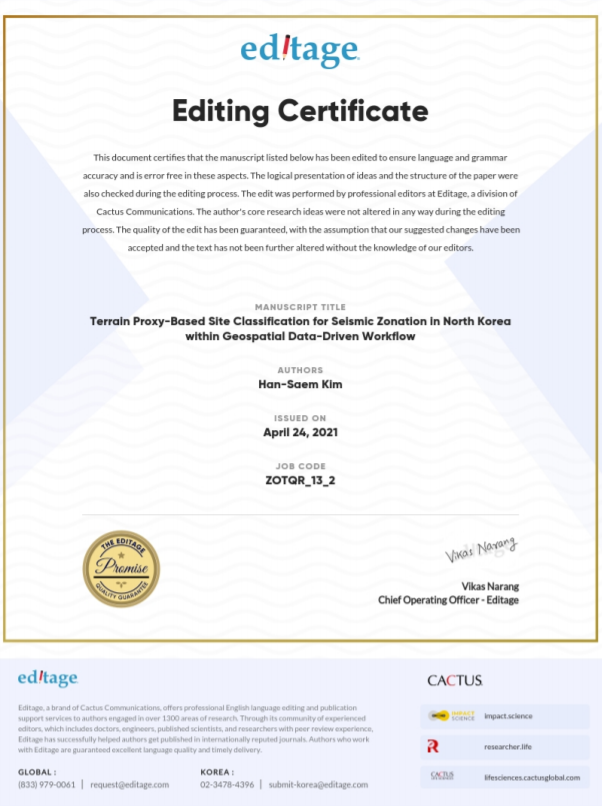 editage
Editing Certificate
This document certifies that the manuscript listed below has been edited to ensure language and grammar
accuracy and is error free in these aspects. The logical presentation of ideas and the structure of the paper were
also checked during the editing process. The edit was performed by professional editors at Editage, a division of
Cactus Communications. The author's core research ideas were not altered in any way during the editing
process. The quality of the edit has been guaranteed, with the assumption that our suggested changes have been
accepted and the text has not been further altered without the knowledge of our editors.
MANUSCRIPT TITLE
Terrain Proxy-Based Site Classification for Seismic Zonation in North Korea
within Geospatial Data-Driven Workflow
AUTHORS
Han-Saem Kim
ISSUED ON
April 24, 2021
JOB CODE
ZOTQR_13_2
THE EDITAGE
Promise
QUALITY GUARANTEE
Vikas Narang
Vikas Narang
Chief Operating Officer - Editage
editage
Editage, a brand of Cactus Communications, offers professional English language editing and publication
support services to authors engaged in over 1300 areas of research. Through its community of experienced
editors, which includes doctors, engineers, published scientists, and researchers with peer review experience,
Editage has successfully helped authors get published in internationally reputed journals. Authors who work
with Editage are guaranteed excellent language quality and timely delivery.
GLOBAL :
(833) 979-0061 | request@editage.com
KOREA :
02-3478-4396 | submit-korea@editage.com
CACTUS
IMPACT
SCIENCE
impact.science
R
researcher.life
CACTUS
lifesciences.cactusglobal.com